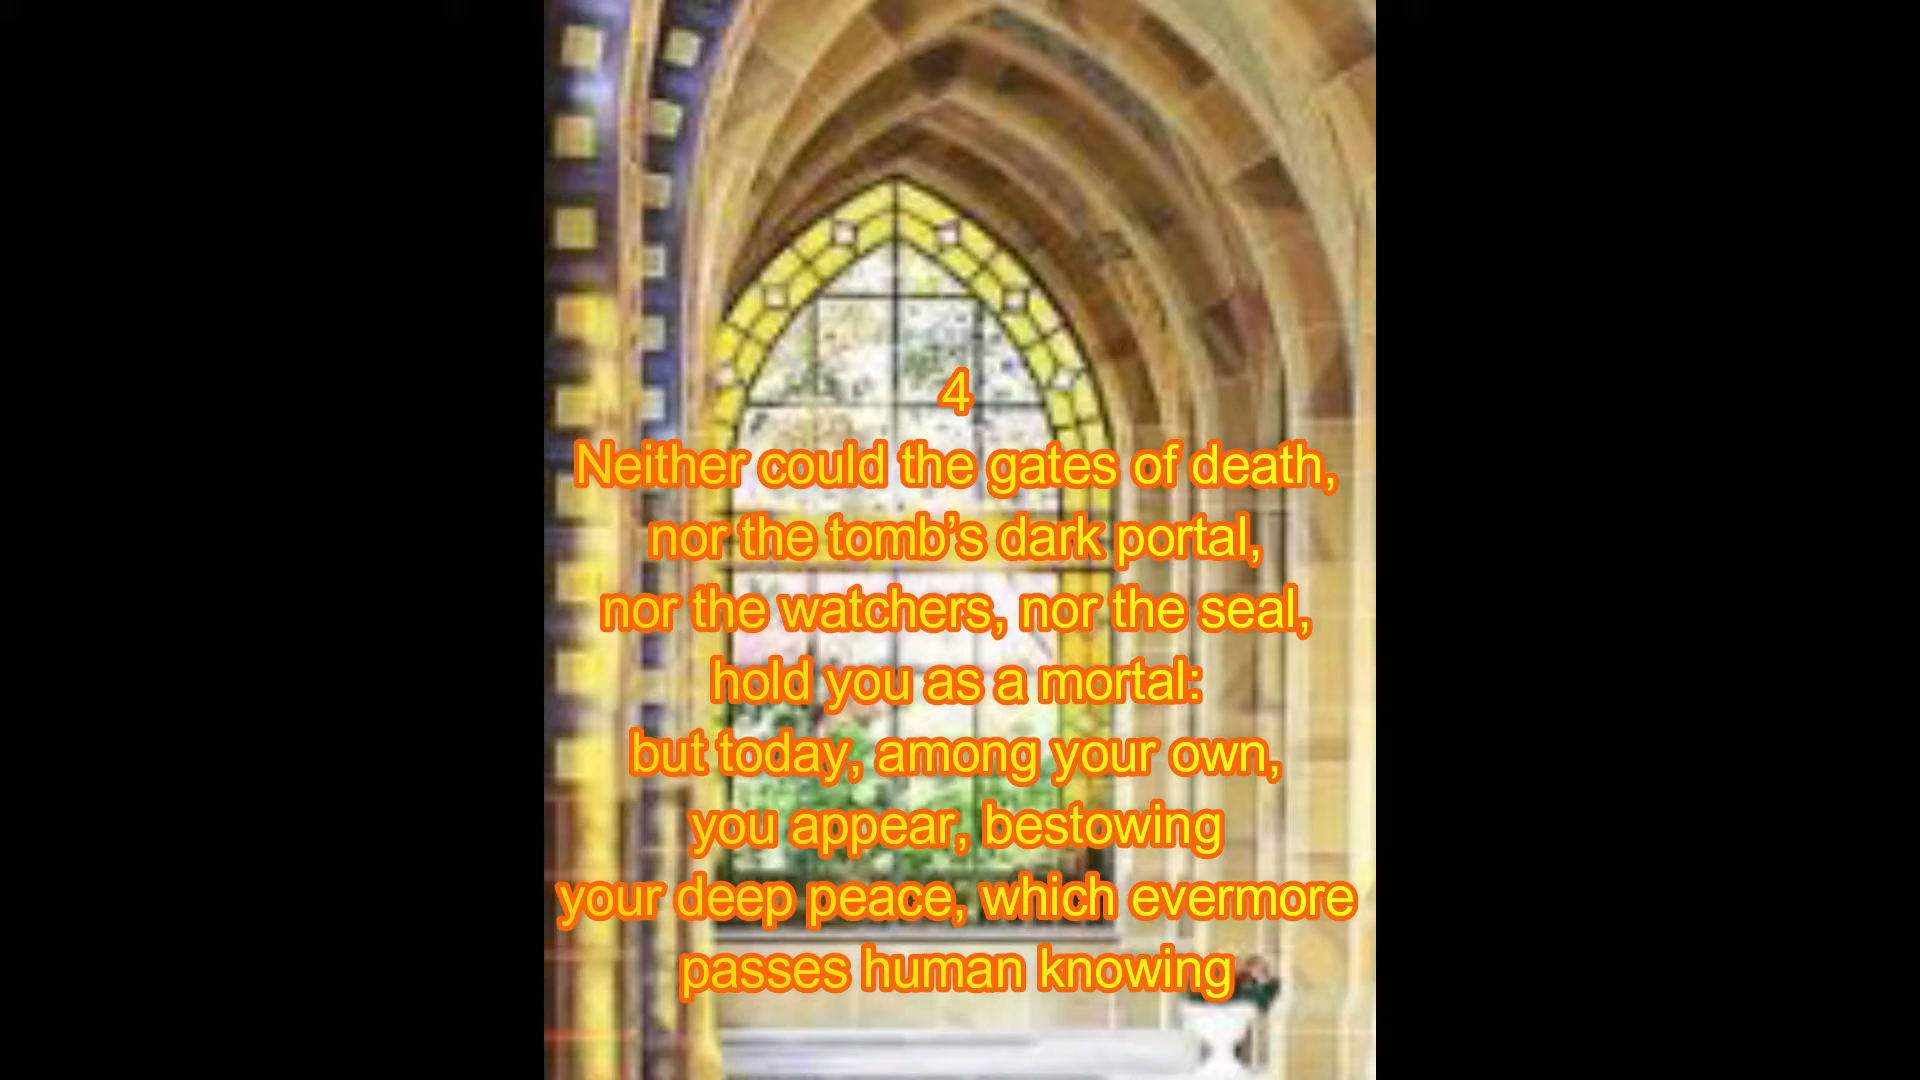 4
Neither could the gates of death,
nor the tomb’s dark portal,
nor the watchers, nor the seal,
hold you as a mortal:
but today, among your own,
you appear, bestowing
your deep peace, which evermore
passes human knowing